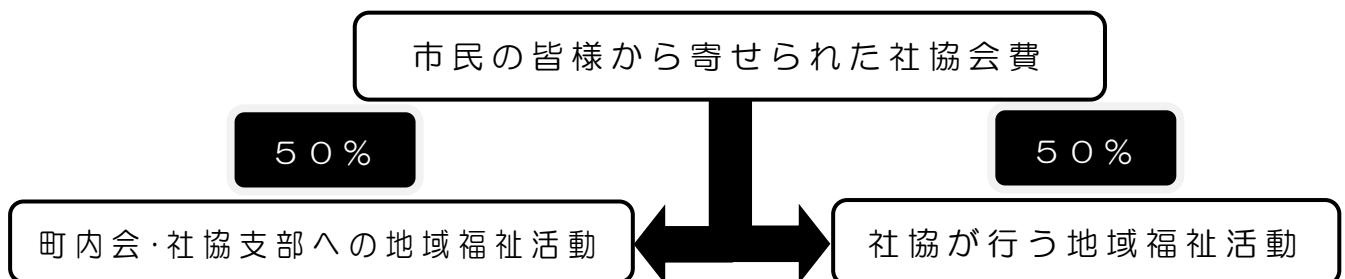 市民の皆様から寄せられた社協会費
５０％
５０％
町内会・社協支部への地域福祉活動
社協が行う地域福祉活動